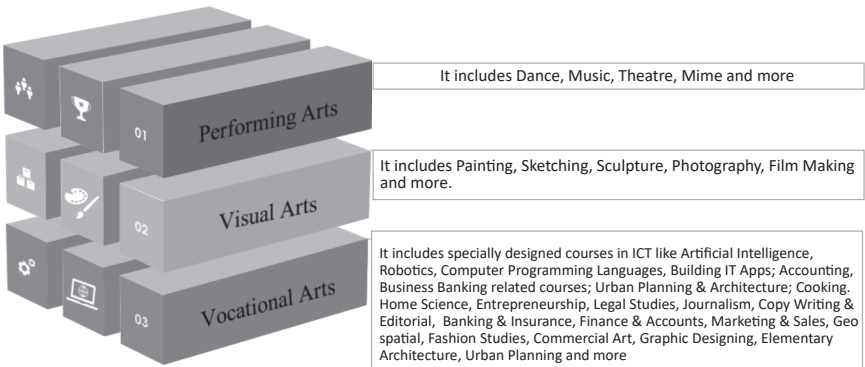 01
Performing Arts
It includes Dance, Music, Theatre, Mime and more
02
Visual Arts
It includes Painting, Sketching, Sculpture, Photography, Film Making
and more.
03
Vocational Arts
It includes specially designed courses in ICT like Artificial Intelligence,
Robotics, Computer Programming Languages, Building IT Apps; Accounting,
Business Banking related courses; Urban Planning & Architecture; Cooking.
Home Science, Entrepreneurship, Legal Studies, Journalism, Copy Writing &
Editorial, Banking & Insurance, Finance & Accounts, Marketing & Sales, Geo
spatial, Fashion Studies, Commercial Art, Graphic Designing, Elementary
Architecture, Urban Planning and more